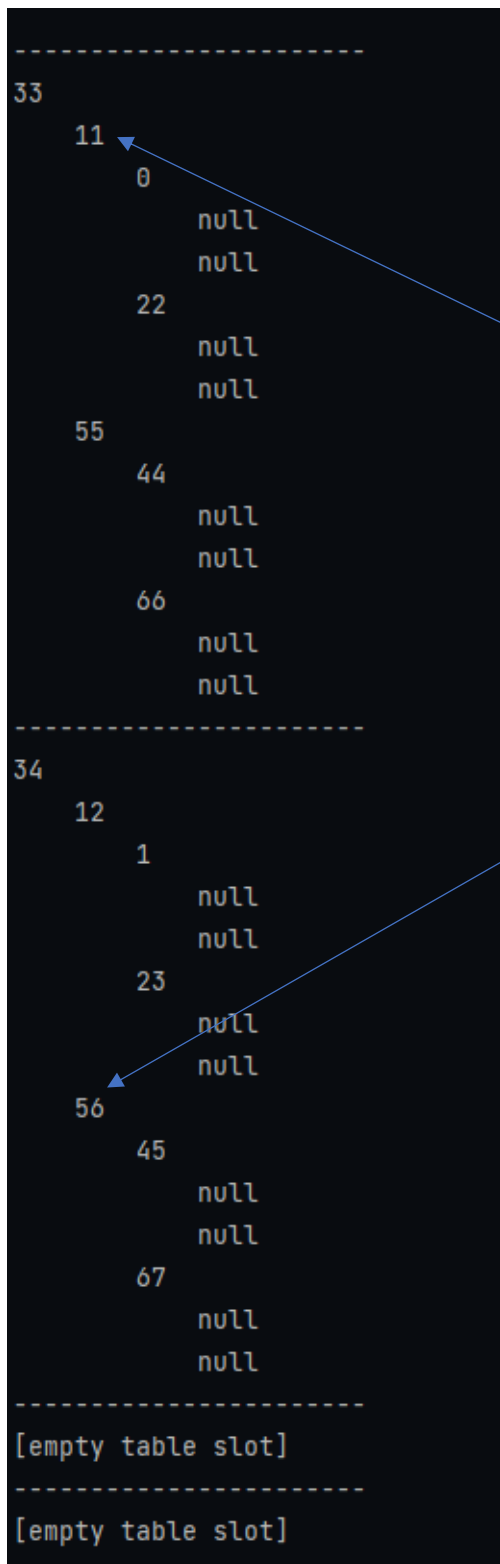 ------------------------
33
    11
        0
            null
            null
        22
            null
            null
    55
        44
            null
            null
        66
            null
            null
------------------------
34
    12
        1
            null
            null
        23
            null
            null
    56
        45
            null
            null
        67
            null
            null
------------------------
[empty table slot]
------------------------
[empty table slot]